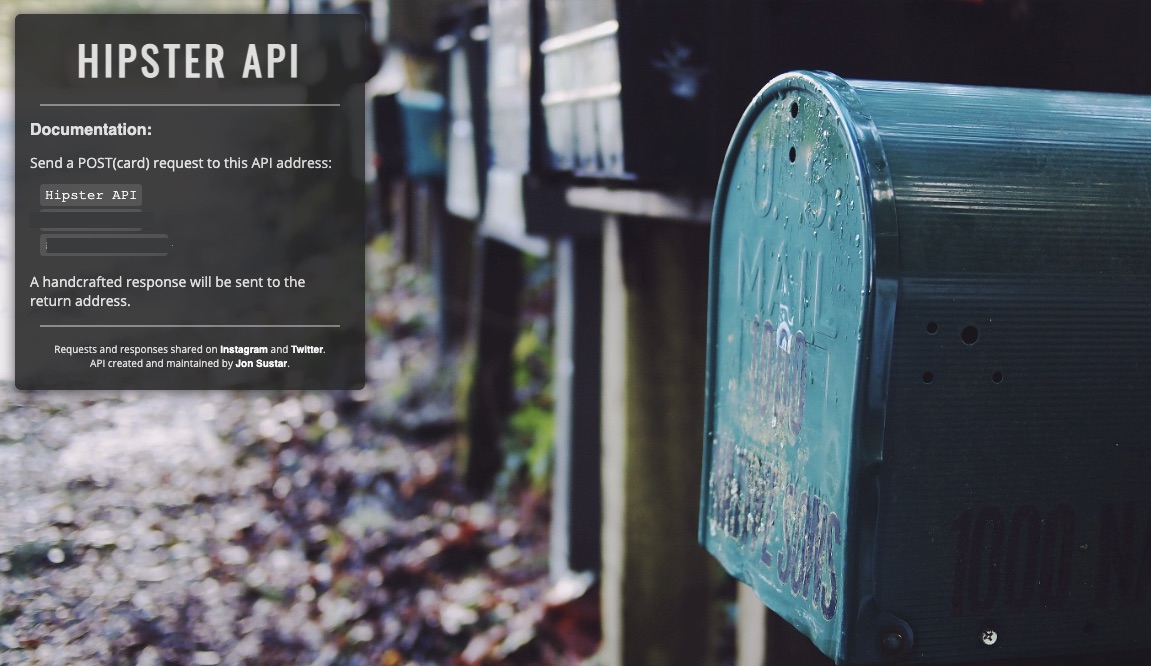 HIPSTER API
Documentation:
Send a POST(card) request to this API address:
Hipster API
A handcrafted response will be sent to the
return address.
Requests and responses shared on Instagram and Twitter.
API created and maintained by Jon Sustar.
U.S.
MAIL
1000
1000 N